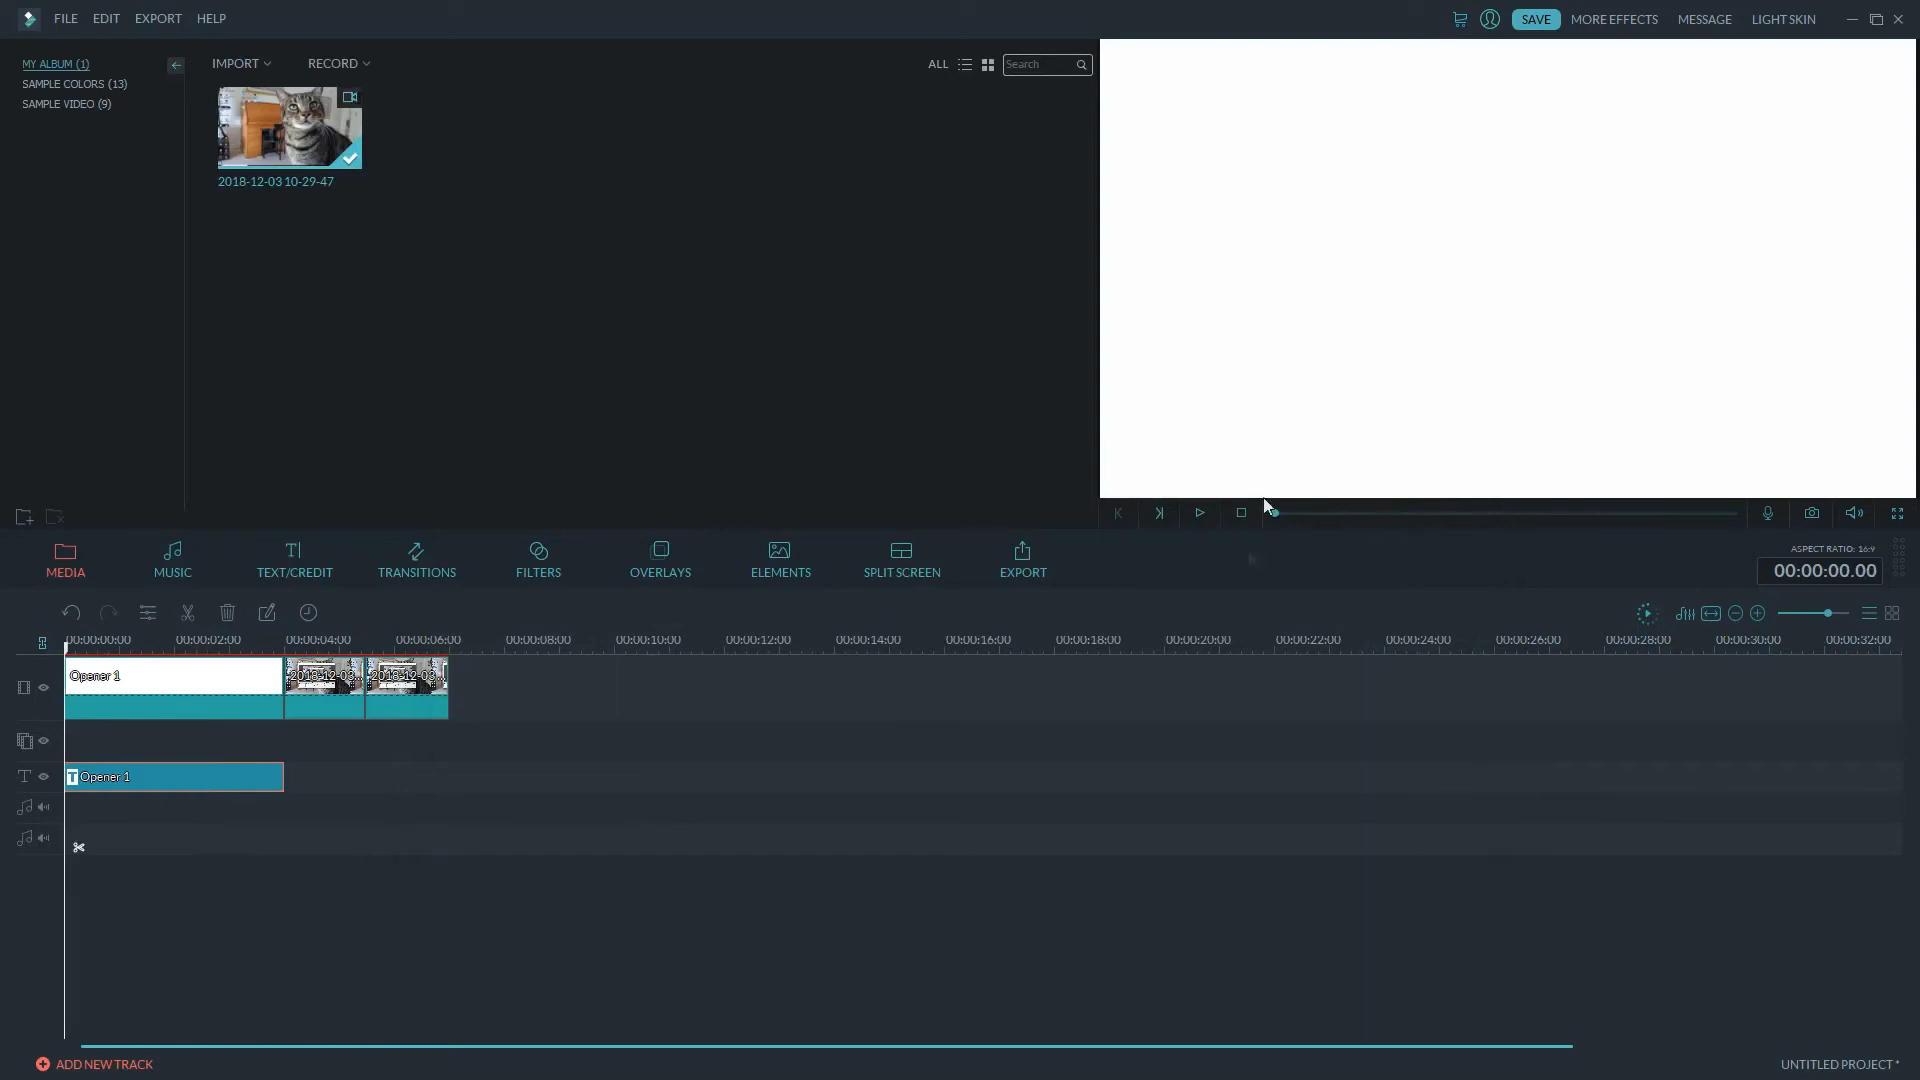 FILE EDIT EXPORT HELP
SAVE MORE EFFECTS MESSAGE LIGHT SKIN
MY ALBUM (1)
SAMPLE COLORS (13)
SAMPLE VIDEO (9)
IMPORT RECORD
ALL Search
2018-12-03 10-29-47
MEDIA MUSIC TEXT/CREDIT TRANSITIONS FILTERS OVERLAYS ELEMENTS SPLIT SCREEN EXPORT
ASPECT RATIO: 16:9
00:00:00.00
00:00:00:00 00:00:02:00 00:00:04:00 00:00:06:00 00:00:08:00 00:00:10:00 00:00:12:00 00:00:14:00 00:00:16:00 00:00:18:00 00:00:20:00 00:00:22:00 00:00:24:00 00:00:26:00 00:00:28:00 00:00:30:00 00:00:32:00
Opener 1 2018-12-03... 2018-12-03...
T Opener 1
ADD NEW TRACK
UNTITLED PROJECT *